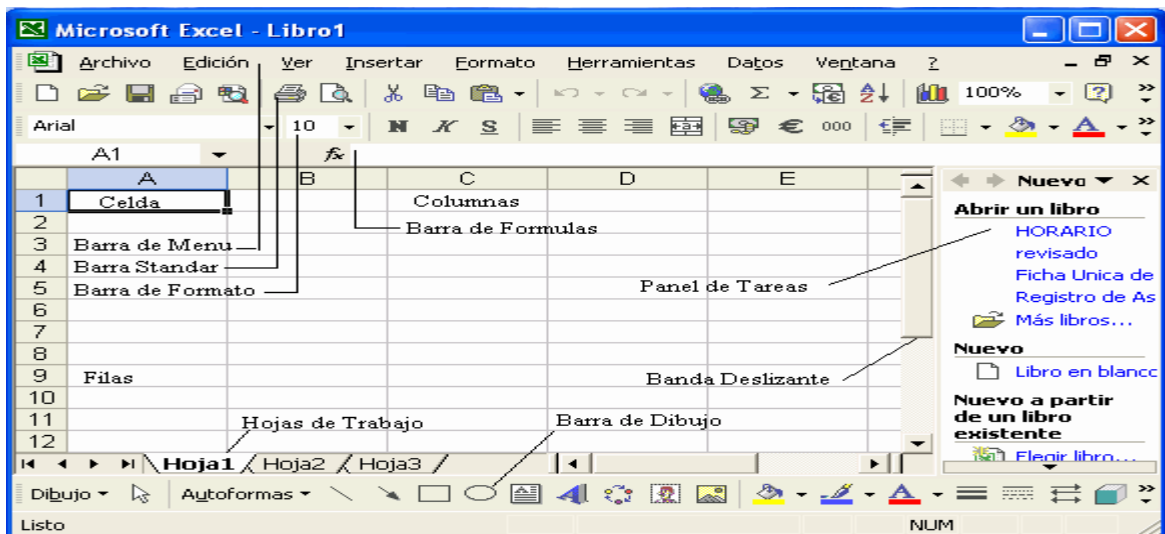 Microsoft Excel - Libro1
Archivo Edición Ver Insertar Formato Herramientas Datos Ventana ?
100%
Arial 10 N K S € 000
A1 fx
A B C D E
Nuevo
1 Celda Columnas
Abrir un libro
2
Barra de Formulas
HORARIO
3 Barra de Menu
revisado
4 Barra Standar
Ficha Unica de
5 Barra de Formato
Panel de Tareas
Registro de As
6
7
Más libros...
8
Nuevo
9 Filas
Banda Deslizante
Libro en blanco
10
Nuevo a partir
11
Hojas de Trabajo
Barra de Dibujo
de un libro
12
existente
Hoja1 Hoja2 Hoja3
Elegir libro...
Dibujo Autoformas
Listo NUM